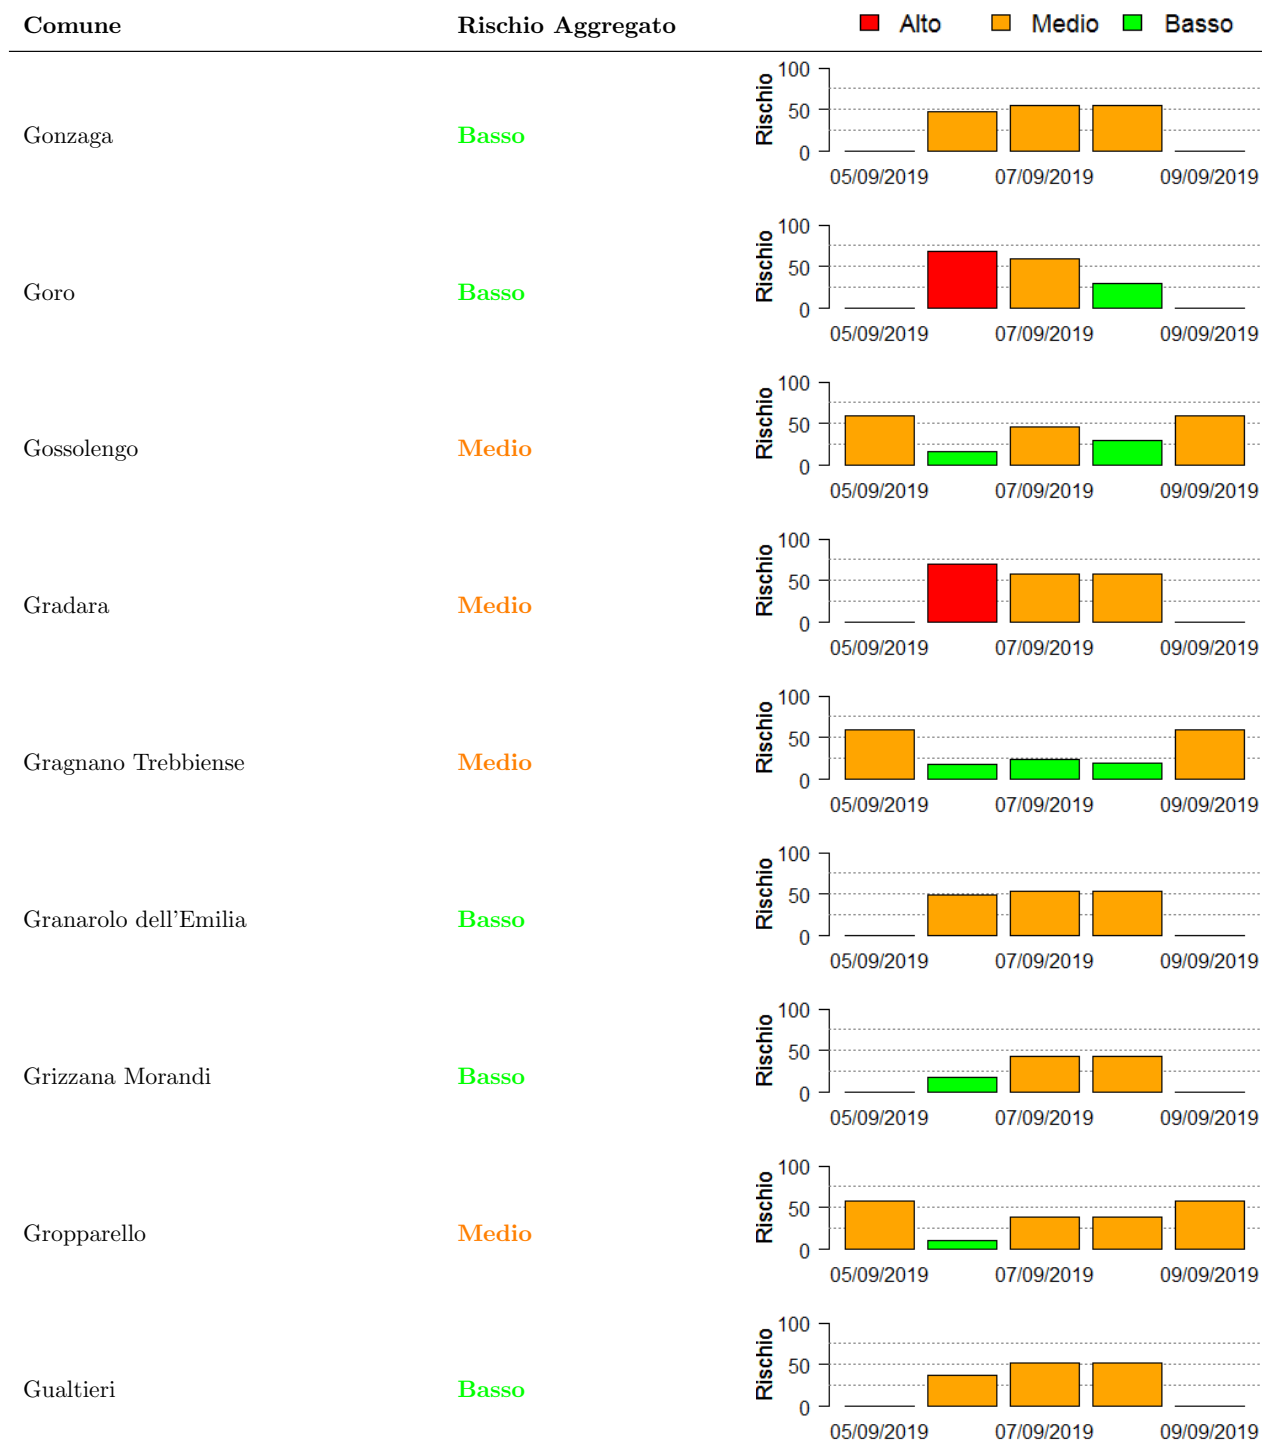 Comune Rischio Aggregato Alto Medio Basso
Gonzaga Basso Rischio 100 50 0
05/09/2019 07/09/2019 09/09/2019
Goro Basso Rischio 100 50 0
05/09/2019 07/09/2019 09/09/2019
Gossolengo Medio Rischio 100 50 0
05/09/2019 07/09/2019 09/09/2019
Gradara Medio Rischio 100 50 0
05/09/2019 07/09/2019 09/09/2019
Gragnano Trebbiense Medio Rischio 100 50 0
05/09/2019 07/09/2019 09/09/2019
Granarolo dell'Emilia Basso Rischio 100 50 0
05/09/2019 07/09/2019 09/09/2019
Grizzana Morandi Basso Rischio 100 50 0
05/09/2019 07/09/2019 09/09/2019
Gropparello Medio Rischio 100 50 0
05/09/2019 07/09/2019 09/09/2019
Gualtieri Basso Rischio 100 50 0
05/09/2019 07/09/2019 09/09/2019